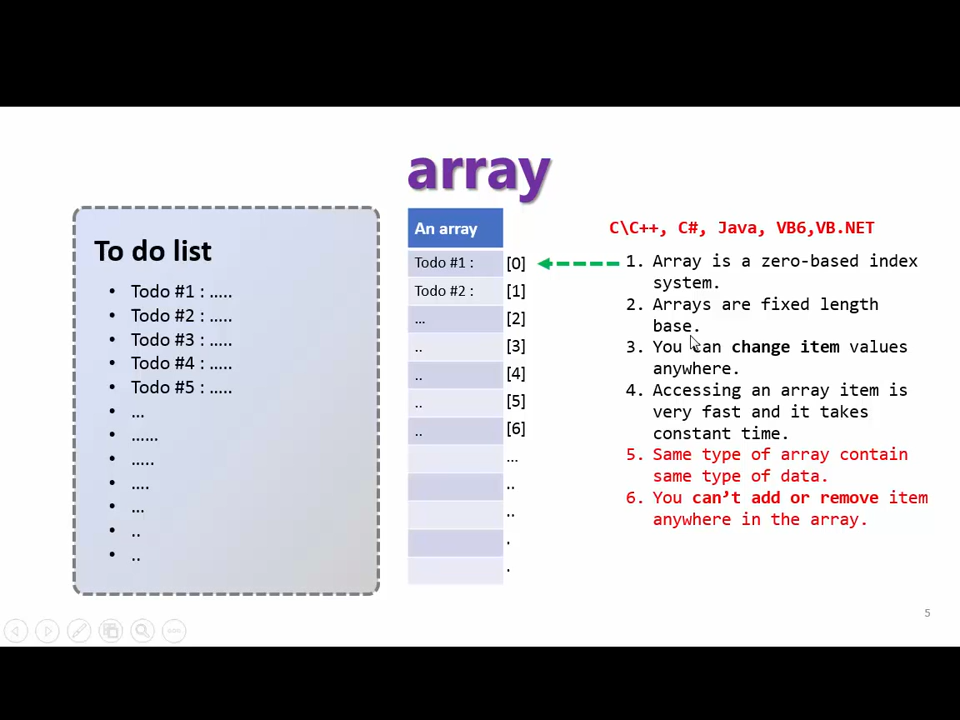 array
To do list
• Todo #1 : .....
• Todo #2 : .....
• Todo #3 : .....
• Todo #4 : .....
• Todo #5 : .....
• ...
• ......
• .....
• ....
• ...
• ..
• ..
An array
Todo #1 : [0]
Todo #2 : [1]
... [2]
.. [3]
.. [4]
.. [5]
.. [6]
...
..
..
.
.
C\C++, C#, Java, VB6,VB.NET
1. Array is a zero-based index
system.
2. Arrays are fixed length
base.
3. You can change item values
anywhere.
4. Accessing an array item is
very fast and it takes
constant time.
5. Same type of array contain
same type of data.
6. You can’t add or remove item
anywhere in the array.
5